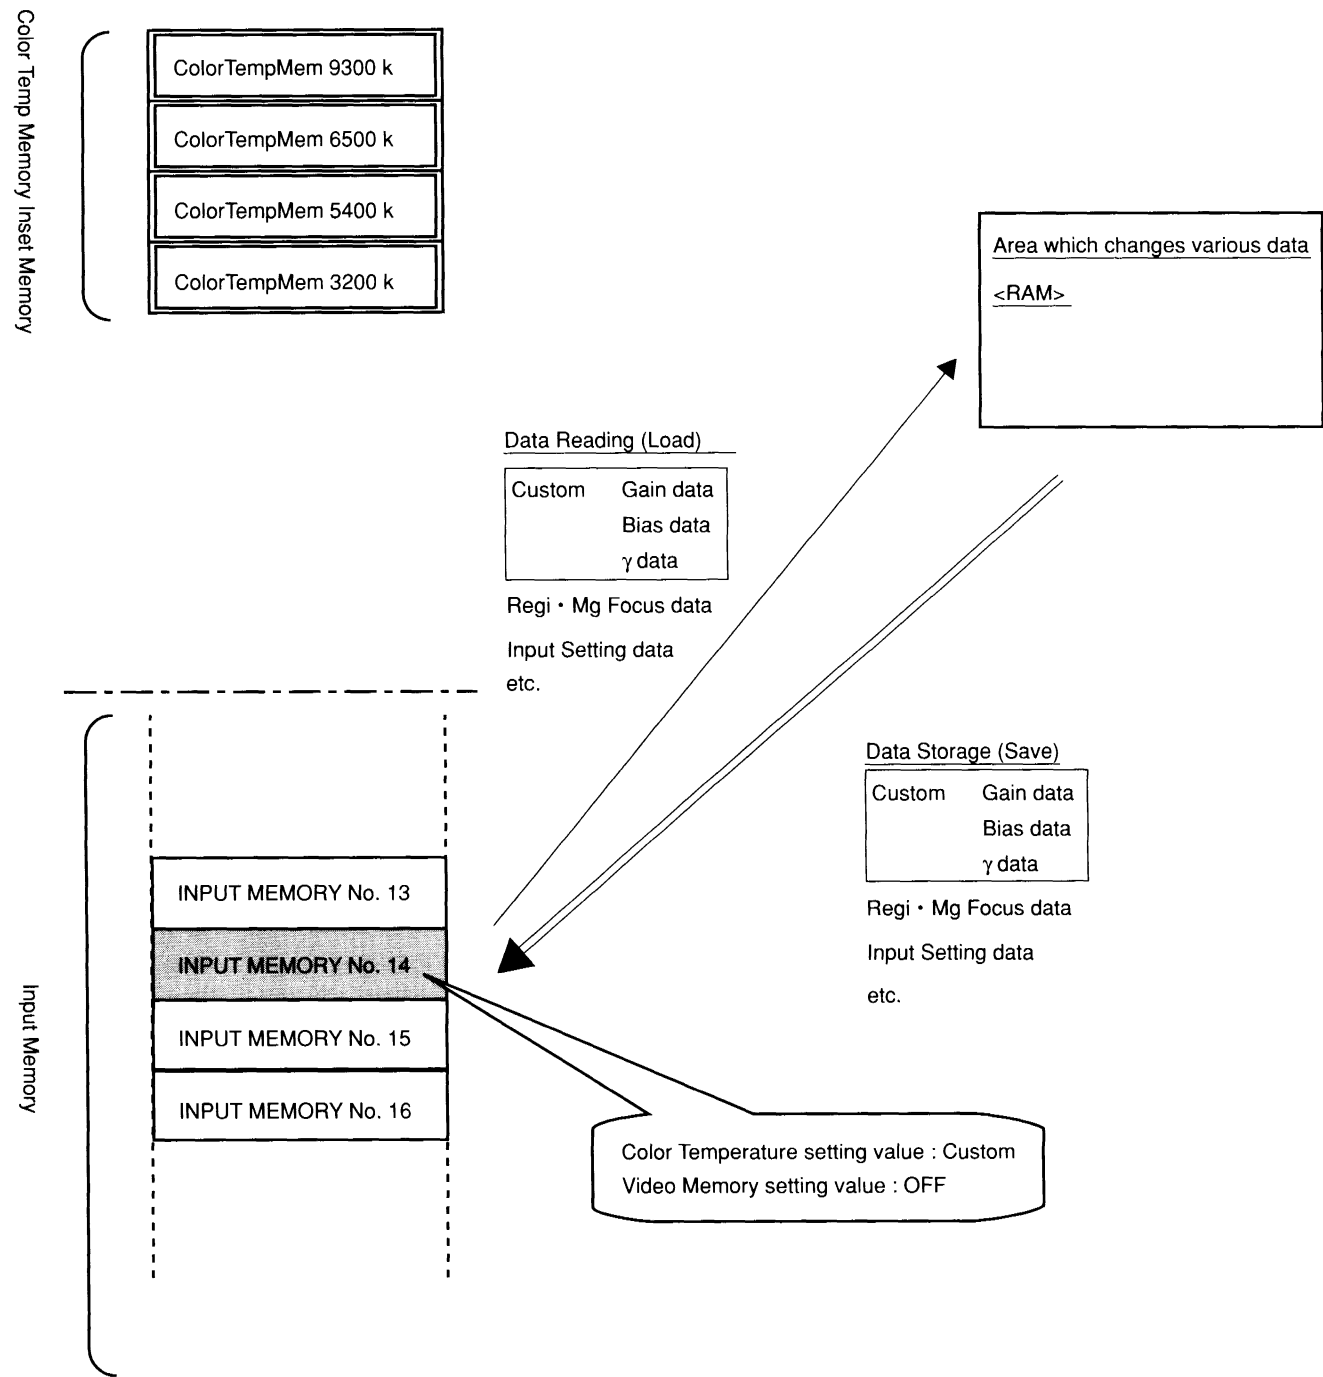 Color Temp Memory Inset Memory
ColorTempMem 9300 k
ColorTempMem 6500 k
ColorTempMem 5400 k
ColorTempMem 3200 k
Area which changes various data
<RAM>
Data Reading (Load)
Custom Gain data
Bias data
γ data
Regi・Mg Focus data
Input Setting data
etc.
Data Storage (Save)
Custom Gain data
Bias data
γ data
Regi・Mg Focus data
Input Setting data
etc.
Input Memory
INPUT MEMORY No. 13
INPUT MEMORY No. 14
INPUT MEMORY No. 15
INPUT MEMORY No. 16
Color Temperature setting value : Custom
Video Memory setting value : OFF